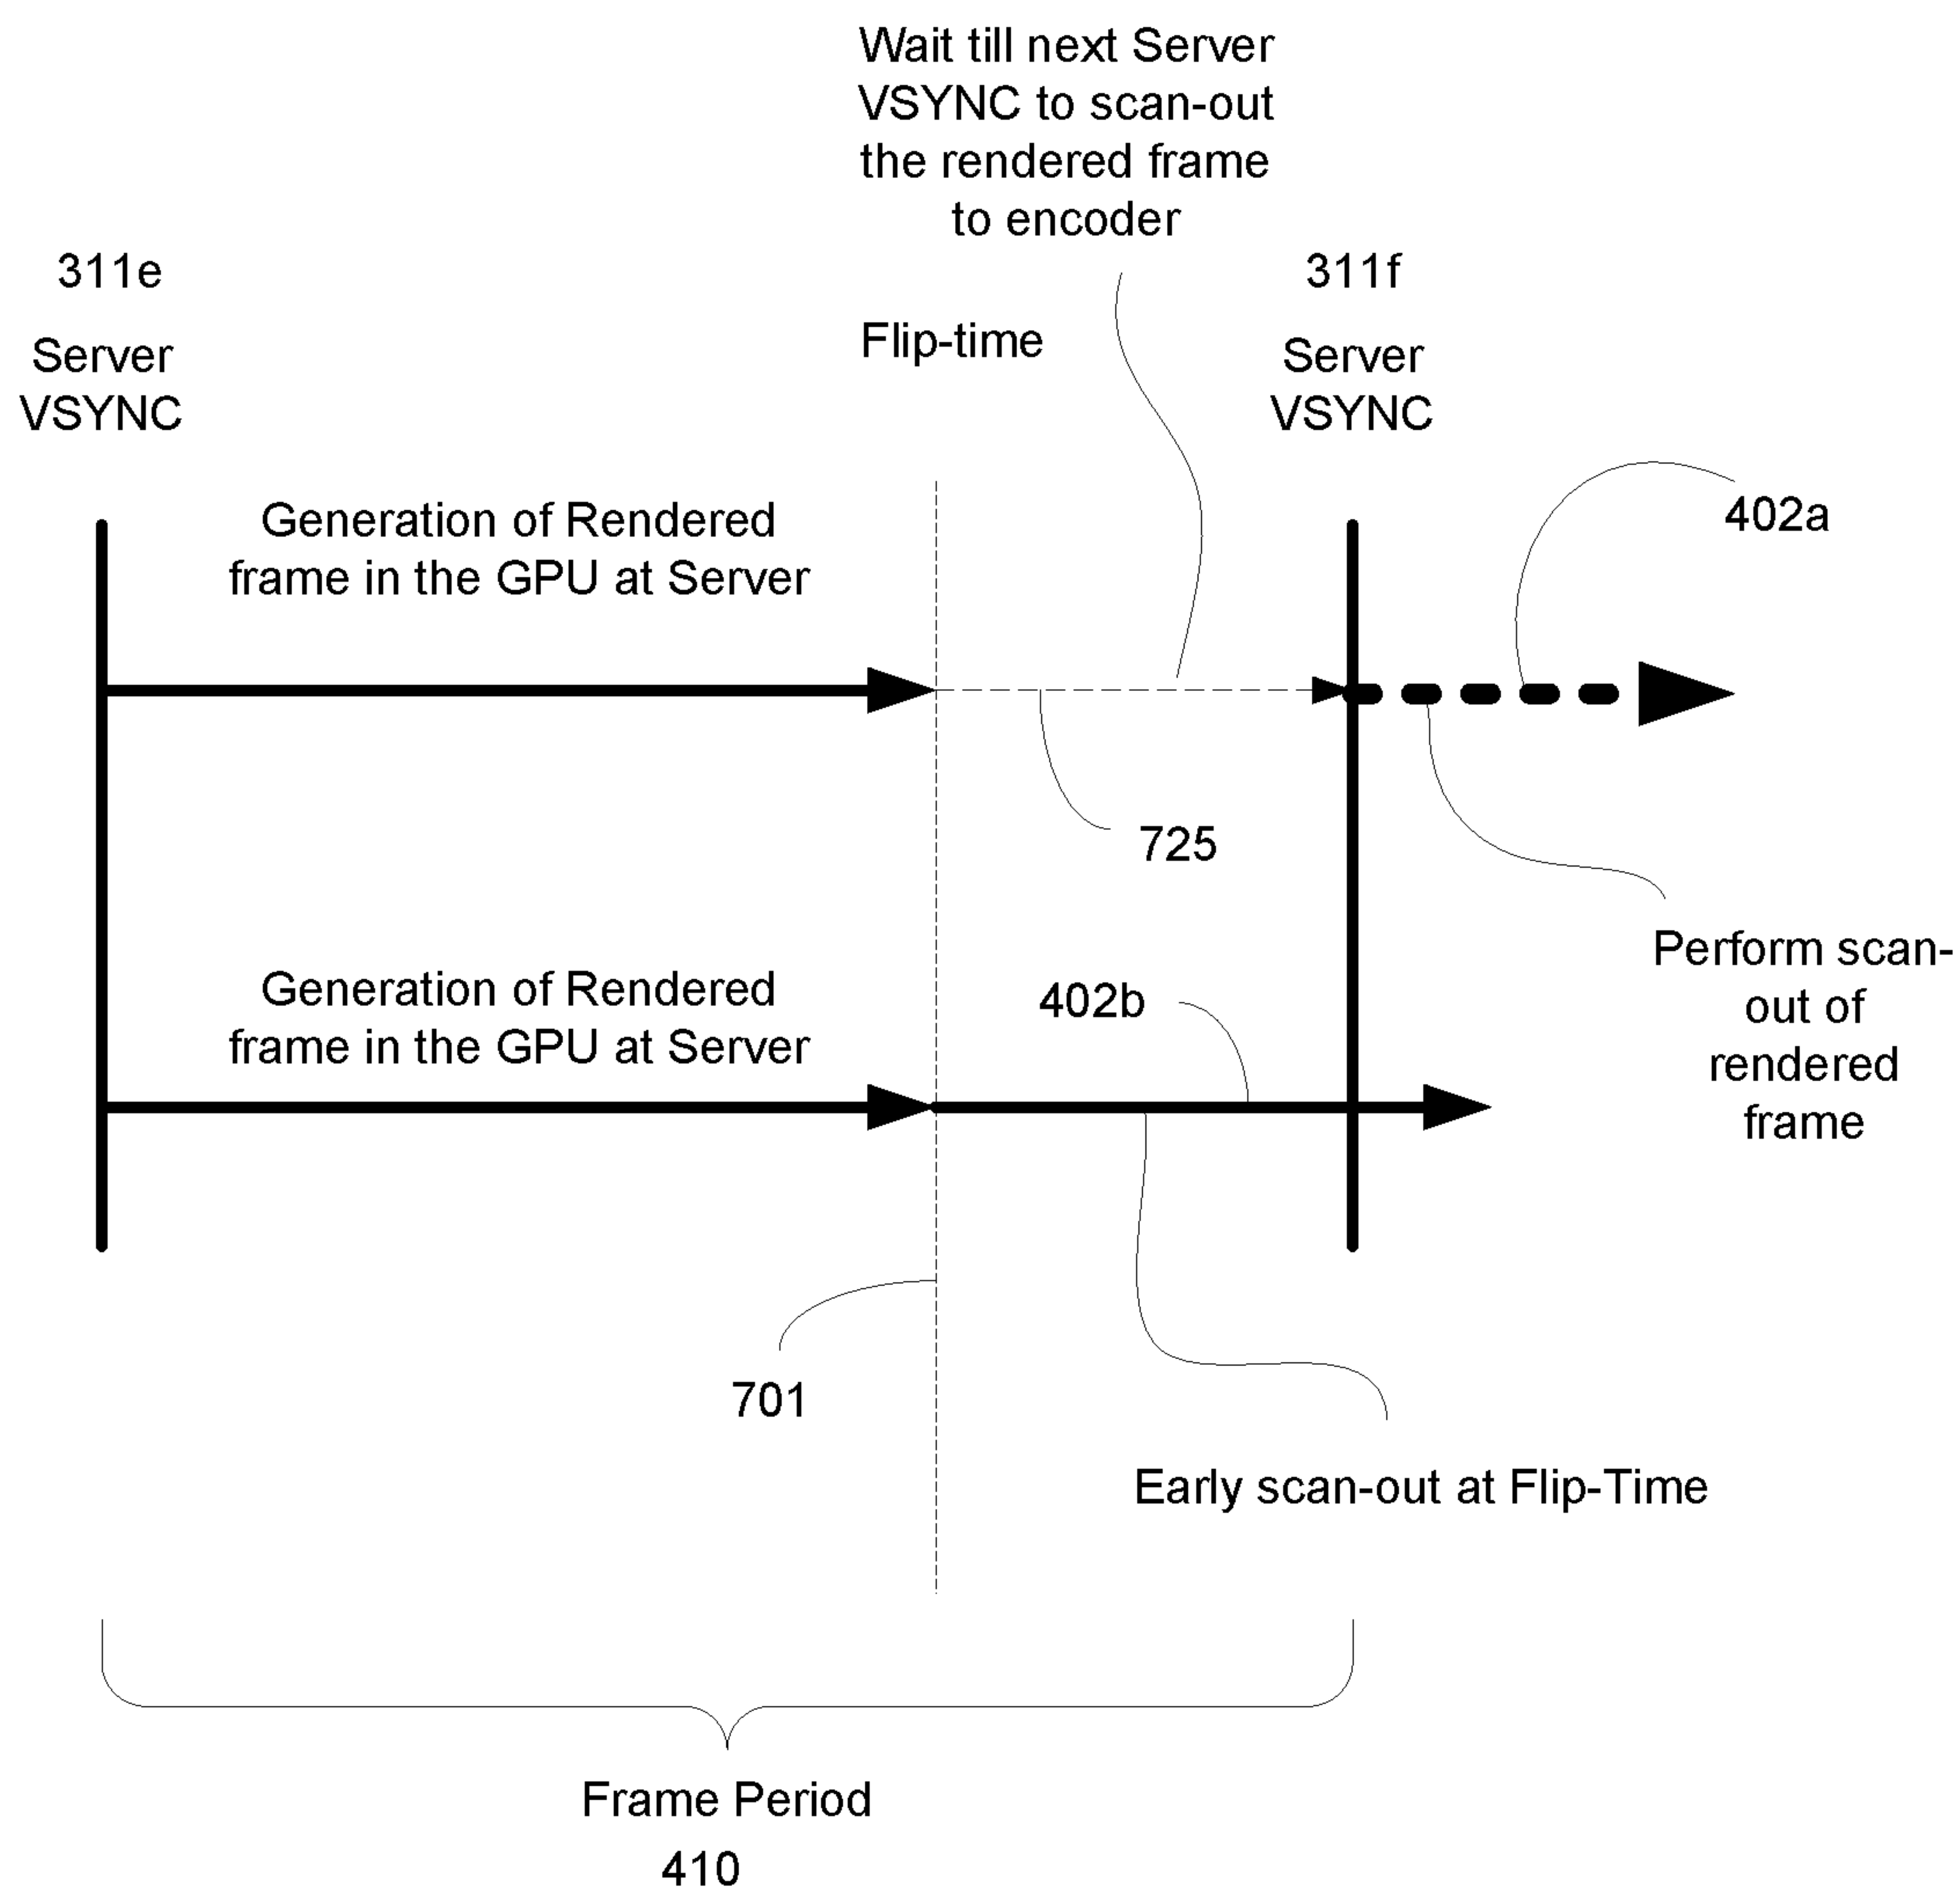 Wait till next Server
VSYNC to scan-out
the rendered frame
to encoder
311e
Server
VSYNC
Flip-time
311f
Server
VSYNC
402a
Generation of Rendered
frame in the GPU at Server
725
Perform scan-
out of
rendered
frame
Generation of Rendered
frame in the GPU at Server
402b
701
Early scan-out at Flip-Time
Frame Period
410